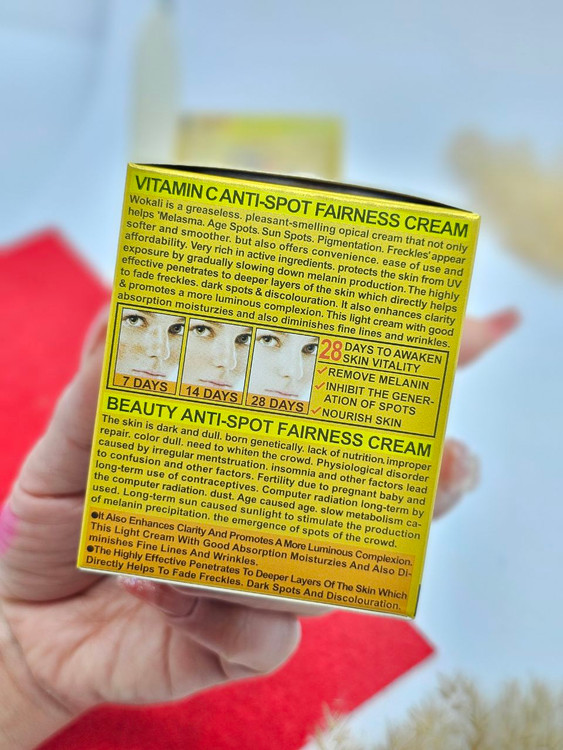 VITAMIN C ANTI-SPOT FAIRNESS CREAM
Wokali is a greaseless. pleasant-smelling opical cream that not only
helps 'Melasma. Age Spots. Sun Spots. Pigmentation. Freckles' appear
softer and smoother. but also offers convenience. ease of use and
affordability. Very rich in active ingredients. protects the skin from UV
exposure by gradually slowing down melanin production. The highly
effective penetrates to deeper layers of the skin which directly helps
to fade freckles. dark spots & discolouration. It also enhances clarity
& promotes a more luminous complexion. This light cream with good
absorption moisturzies and also diminishes fine lines and wrinkles.
7 DAYS
14 DAYS
28 DAYS
28 DAYS TO AWAKEN
SKIN VITALITY
✓REMOVE MELANIN
✓INHIBIT THE GENER-
ATION OF SPOTS
✓NOURISH SKIN
BEAUTY ANTI-SPOT FAIRNESS CREAM
The skin is dark and dull. born genetically. lack of nutrition.improper
repair. color dull. need to whiten the crowd. Physiological disorder
caused by irregular menstruation. insomnia and other factors lead
to confusion and other factors. Fertility due to pregnant baby and
long-term use of contraceptives. Computer radiation long-term by
the computer radiation. dust. Age caused age. slow metabolism ca-
used. Long-term sun caused sunlight to stimulate the production
of melanin precipitation. the emergence of spots of the crowd.
●It Also Enhances Clarity And Promotes A More Luminous Complexion.
This Light Cream With Good Absorption Moisturzies And Also Di-
minishes Fine Lines And Wrinkles.
●The Highly Effective Penetrates To Deeper Layers Of The Skin Which
Directly Helps To Fade Freckles. Dark Spots And Discolouration.